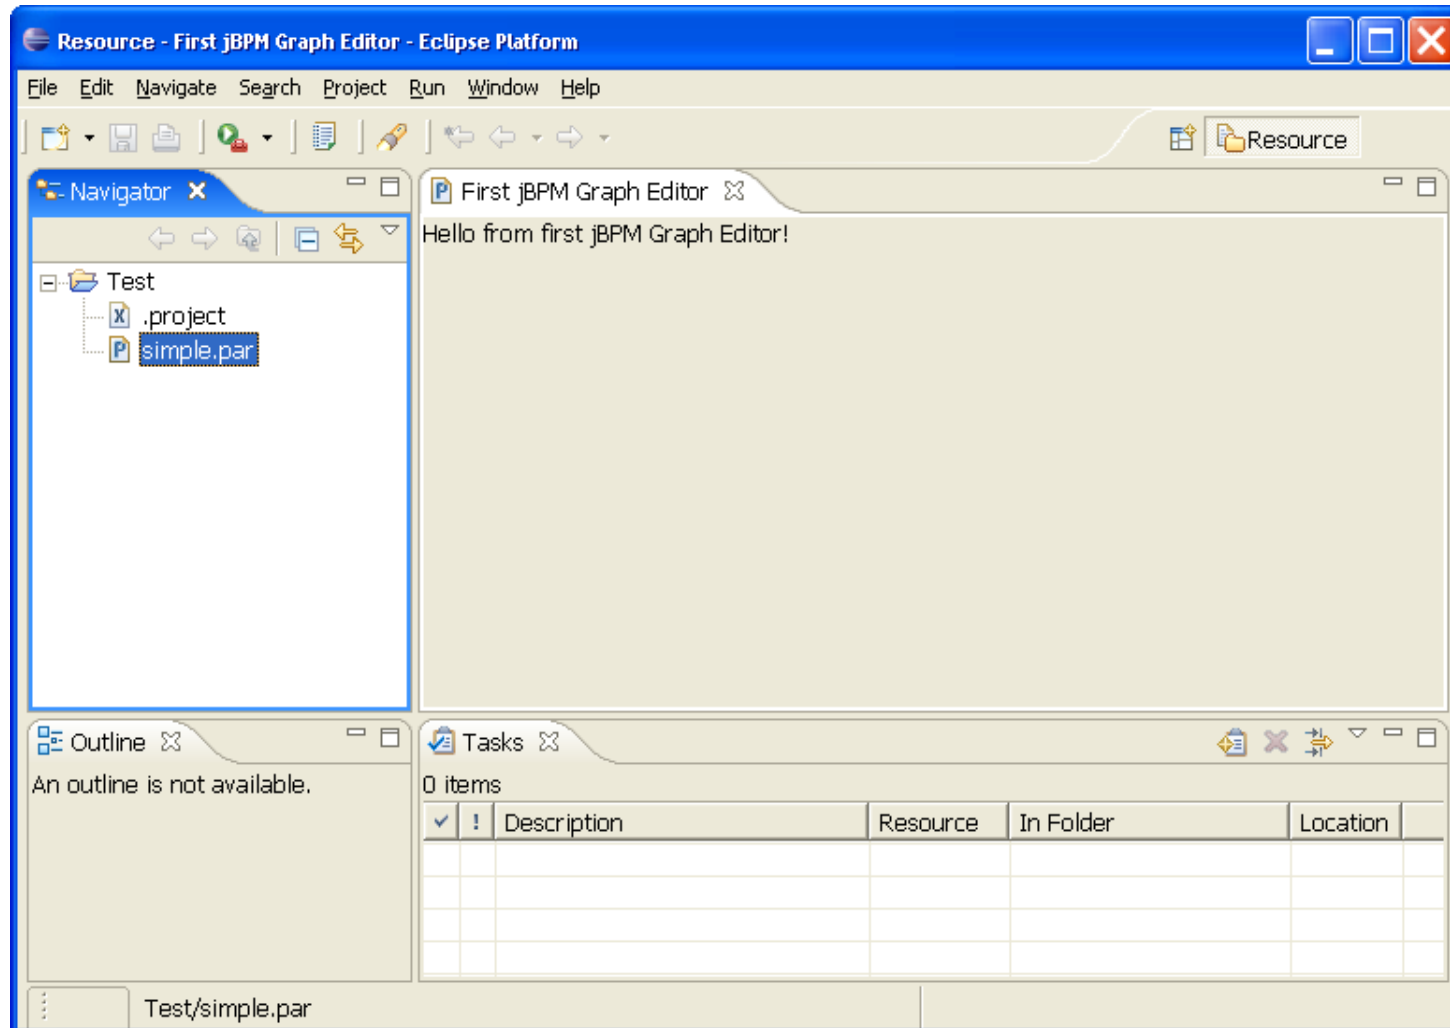 Resource - First jBPM Graph Editor - Eclipse Platform
File Edit Navigate Search Project Run Window Help
Resource
Navigator
First jBPM Graph Editor
Hello from first jBPM Graph Editor!
Test
.project
simple.par
Outline
An outline is not available.
Tasks
0 items
! Description Resource In Folder Location
Test/simple.par